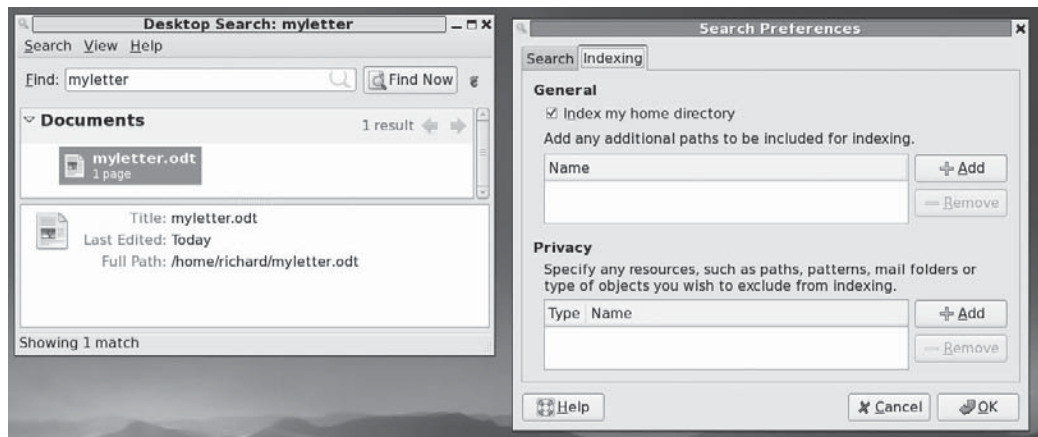 Desktop Search: myletter
Search View Help
Find: myletter Find Now
Documents 1 result
myletter.odt
1 page
Title: myletter.odt
Last Edited: Today
Full Path: /home/richard/myletter.odt
Showing 1 match
Search Preferences
Search Indexing
General
Index my home directory
Add any additional paths to be included for indexing.
Name
Add
Remove
Privacy
Specify any resources, such as paths, patterns, mail folders or
type of objects you wish to exclude from indexing.
Type Name
Add
Remove
Help Cancel OK